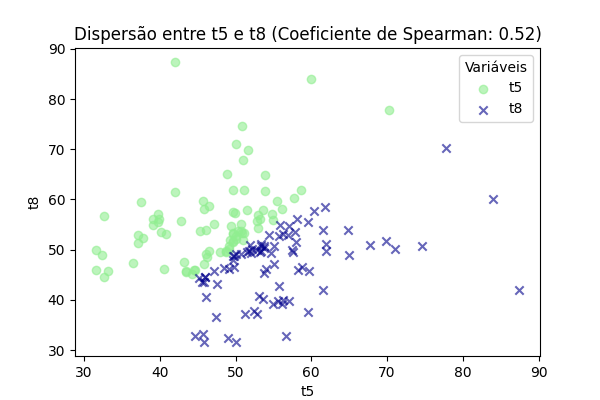 Dispersão entre t5 e t8 (Coeficiente de Spearman: 0.52)
90
80
70
60
50
40
30
t8
Variáveis
t5
t8
30 40 50 60 70 80 90
t5